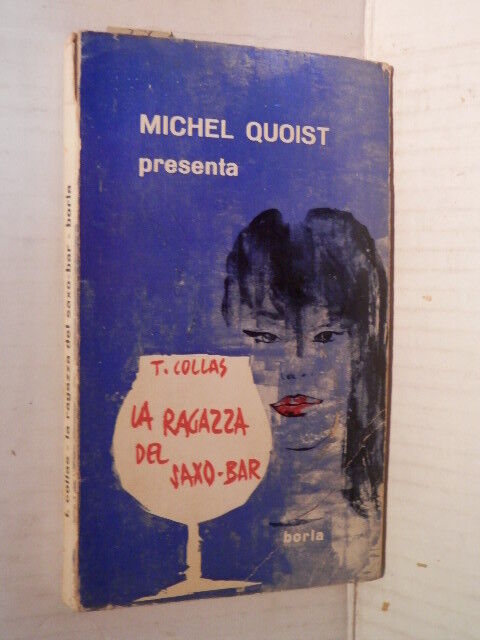 MICHEL QUOIST
presenta
T. COLLAS
LA RAGAZZA
DEL
SAXO-BAR
borla
t. collas - la ragazza del saxo bar - borla